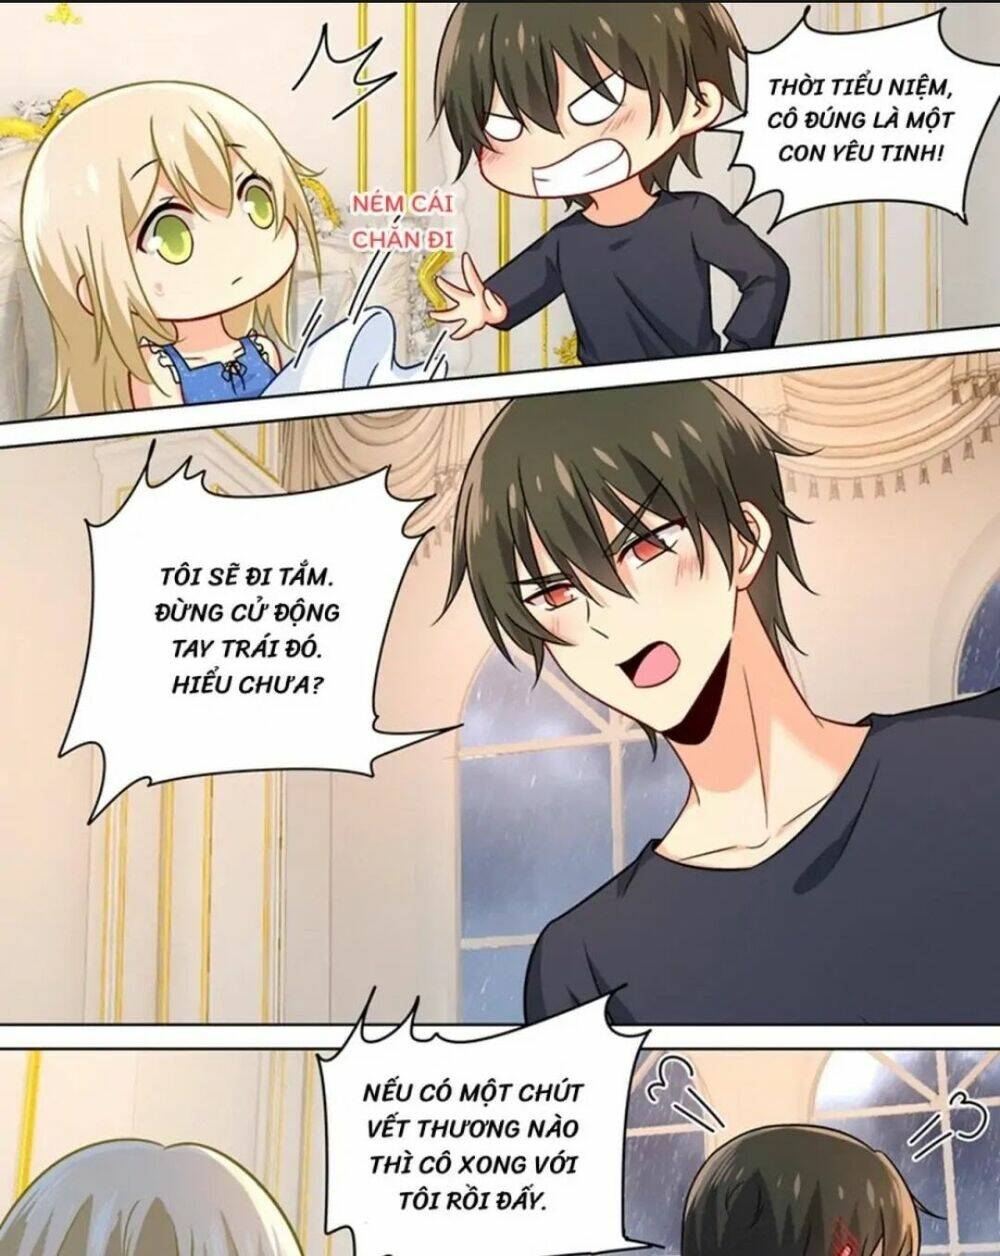 THỜI TIỂU NIỆM,
CÔ ĐÚNG LÀ MỘT
CON YÊU TINH!
NÉM CÁI
CHĂN ĐI
TÔI SẼ ĐI TẮM.
ĐỪNG CỬ ĐỘNG
TAY TRÁI ĐÓ.
HIỂU CHƯA?
NẾU CÓ MỘT CHÚT
VẾT THƯƠNG NÀO
THÌ CÔ XONG VỚI
TÔI RỒI ĐẤY.